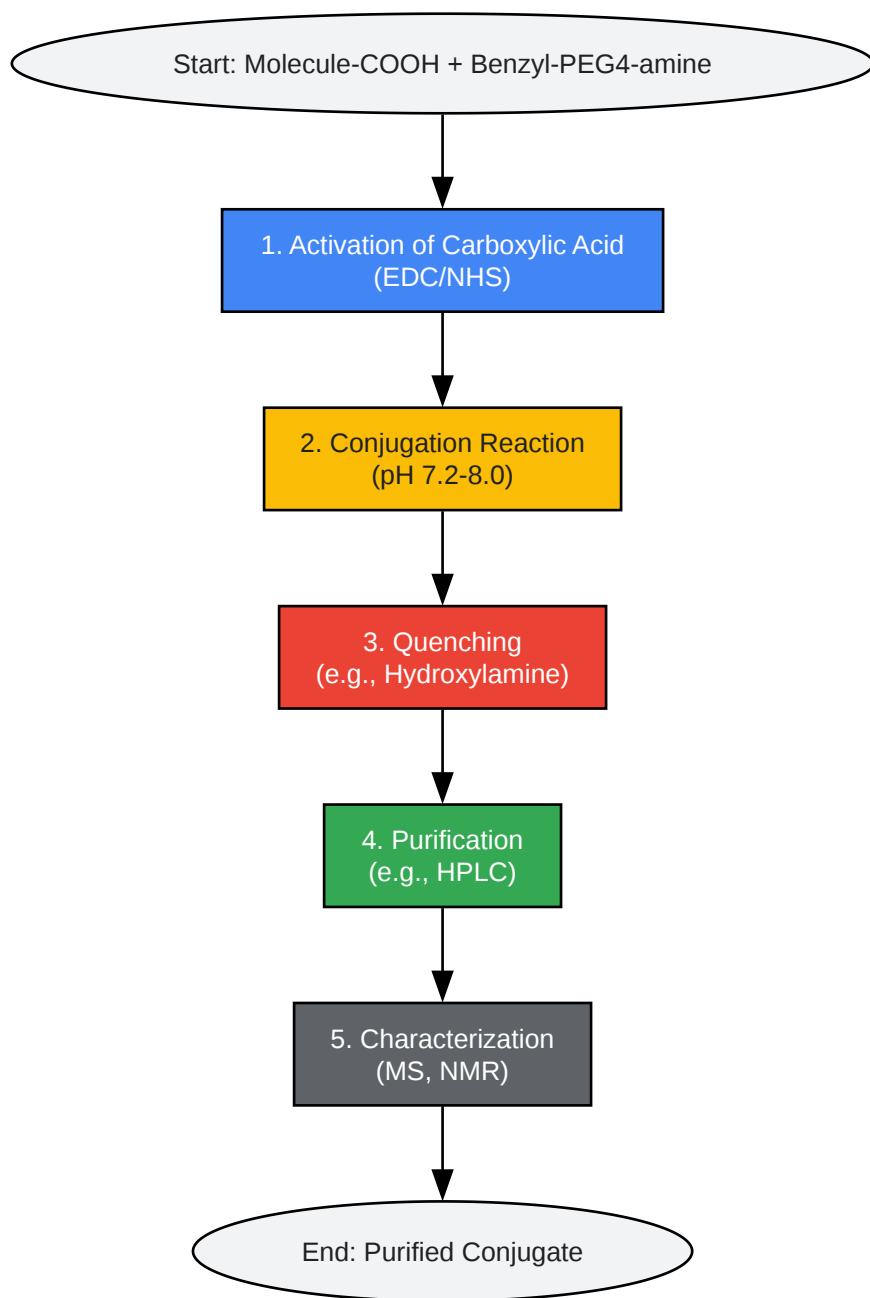 Start: Molecule-COOH + Benzyl-PEG4-amine
1. Activation of Carboxylic Acid
(EDC/NHS)
2. Conjugation Reaction
(pH 7.2-8.0)
3. Quenching
(e.g., Hydroxylamine)
4. Purification
(e.g., HPLC)
5. Characterization
(MS, NMR)
End: Purified Conjugate